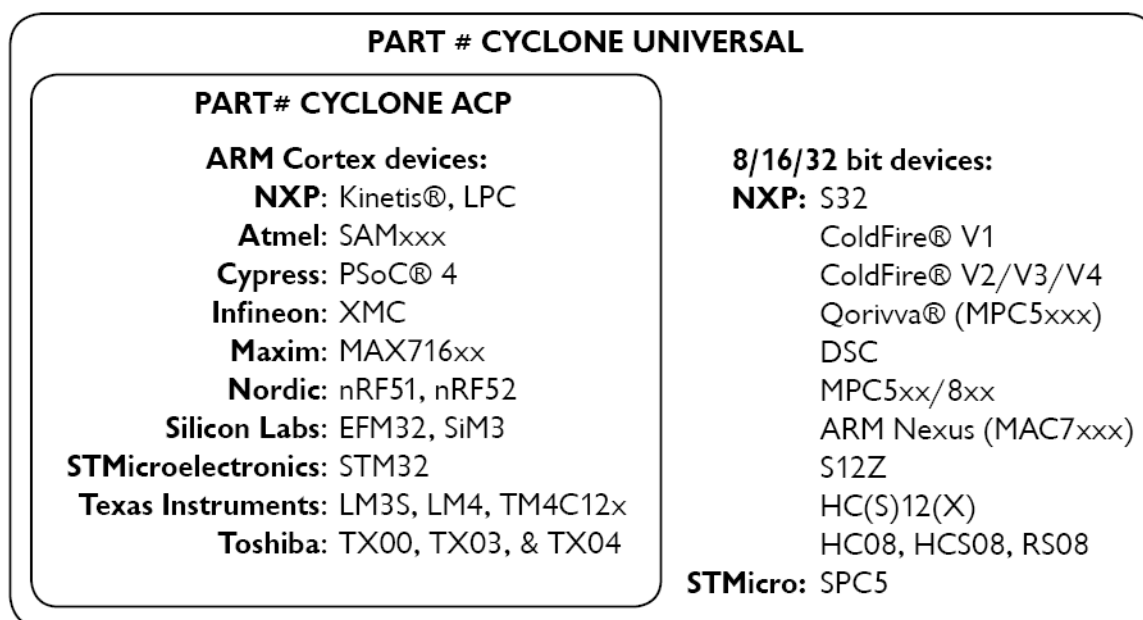 PART # CYCLONE UNIVERSAL
PART# CYCLONE ACP
ARM Cortex devices:
NXP: Kinetis®, LPC
Atmel: SAMxxx
Cypress: PSoC® 4
Infineon: XMC
Maxim: MAX716xx
Nordic: nRF51, nRF52
Silicon Labs: EFM32, SiM3
STMicroelectronics: STM32
Texas Instruments: LM3S, LM4, TM4C12x
Toshiba: TX00, TX03, & TX04
8/16/32 bit devices:
NXP: S32
ColdFire® V1
ColdFire® V2/V3/V4
Qorivva® (MPC5xxx)
DSC
MPC5xx/8xx
ARM Nexus (MAC7xxx)
S12Z
HC(S)12(X)
HC08, HCS08, RS08
STMicro: SPC5